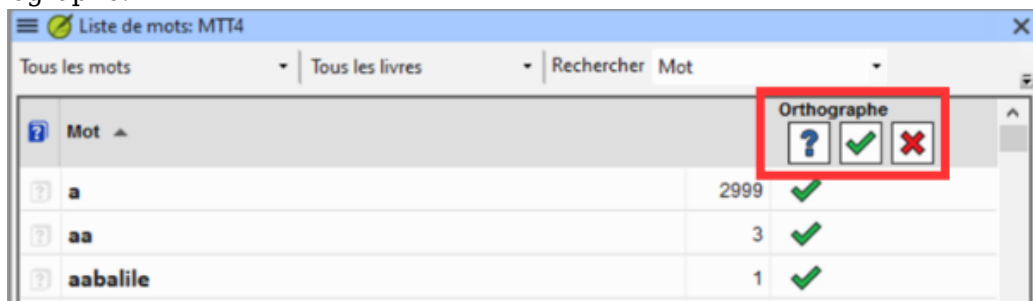 Liste de mots: MTT4
Tous les mots Tous les livres Rechercher Mot
Orthographe
Mot
a 2999
aa 3
aabalile 1